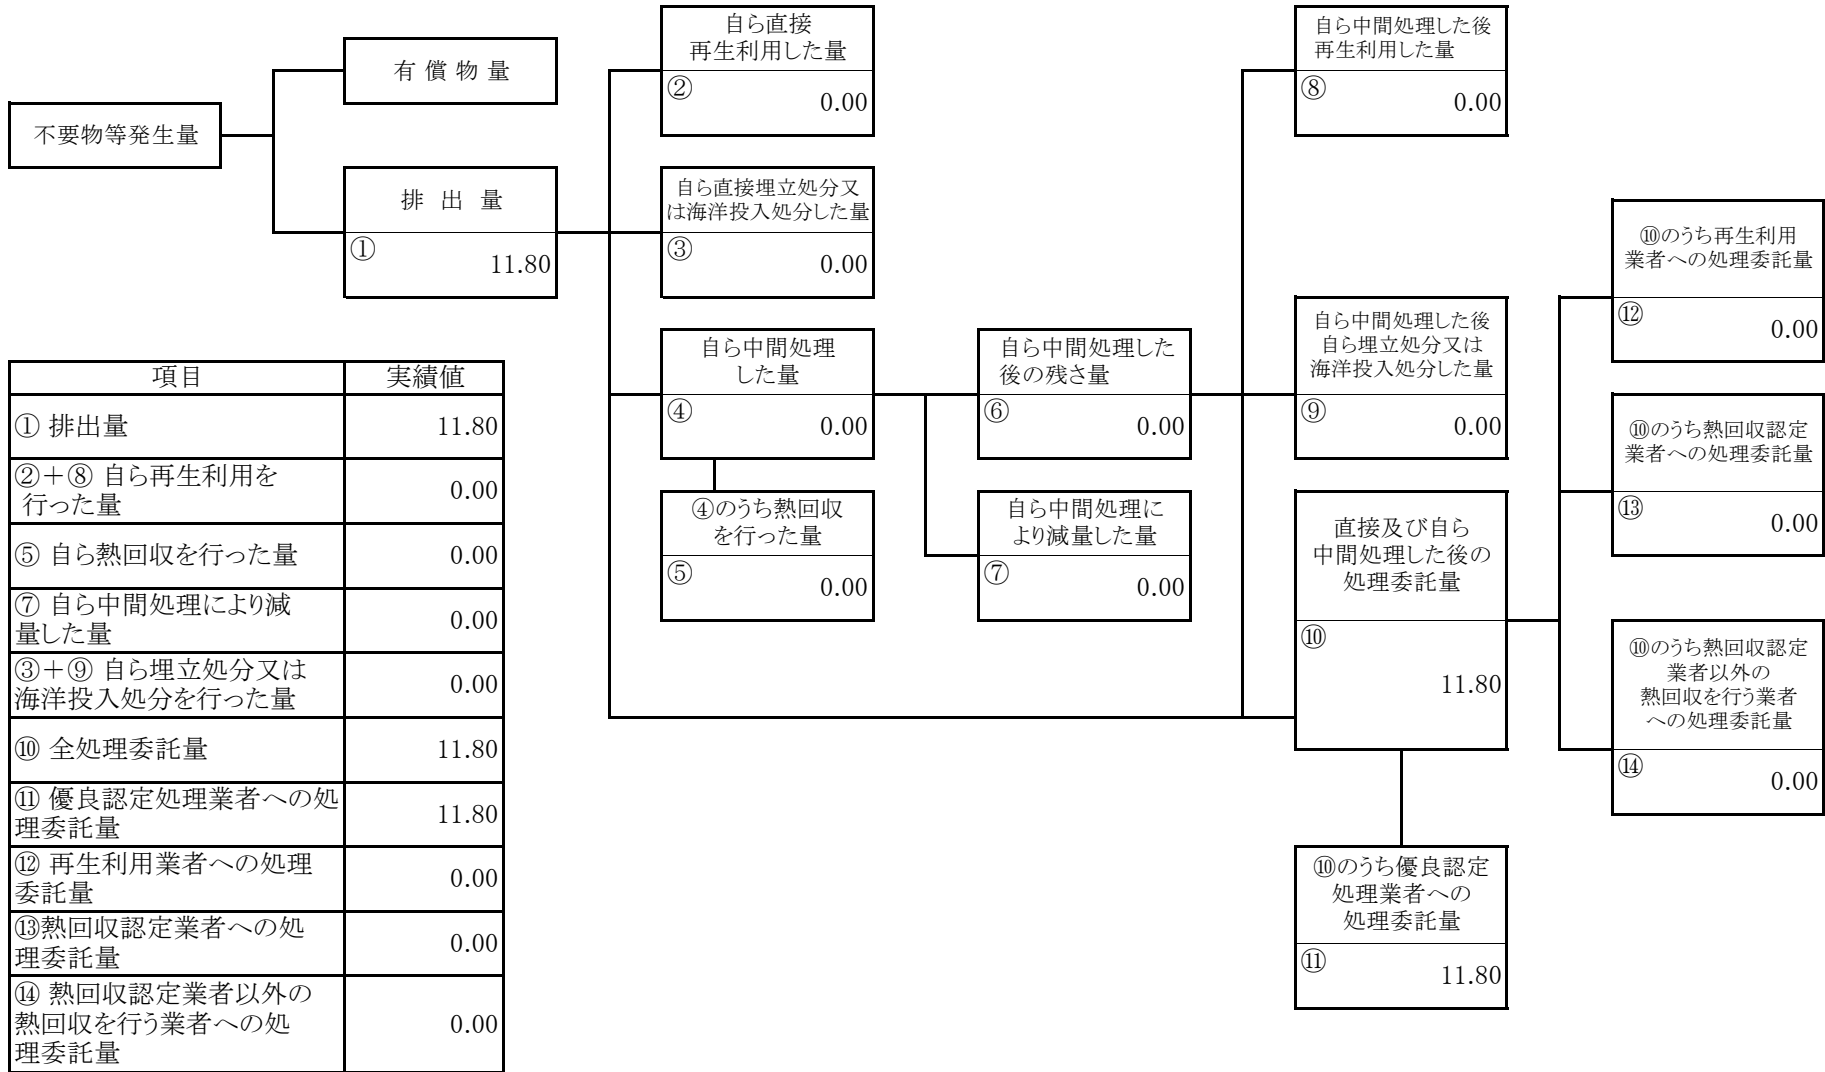 不要物等発生量
有 償 物 量
排 出 量
①
11.80
自ら直接
再生利用した量
②
0.00
自ら直接埋立処分又
は海洋投入処分した量
③
0.00
自ら中間処理
した量
④
0.00
④のうち熱回収
を行った量
⑤
0.00
自ら中間処理した
後の残さ量
⑥
0.00
自ら中間処理に
より減量した量
⑦
0.00
自ら中間処理した後
再生利用した量
⑧
0.00
自ら中間処理した後
自ら埋立処分又は
海洋投入処分した量
⑨
0.00
直接及び自ら
中間処理した後の
処理委託量
⑩
11.80
⑩のうち優良認定
処理業者への
処理委託量
⑪
11.80
⑩のうち再生利用
業者への処理委託量
⑫
0.00
⑩のうち熱回収認定
業者への処理委託量
⑬
0.00
⑩のうち熱回収認定
業者以外の
熱回収を行う業者
への処理委託量
⑭
0.00
項目 実績値
① 排出量 11.80
②＋⑧ 自ら再生利用を
行った量 0.00
⑤ 自ら熱回収を行った量 0.00
⑦ 自ら中間処理により減
量した量 0.00
③＋⑨ 自ら埋立処分又は
海洋投入処分を行った量 0.00
⑩ 全処理委託量 11.80
⑪ 優良認定処理業者への処
理委託量 11.80
⑫ 再生利用業者への処理
委託量 0.00
⑬熱回収認定業者への処
理委託量 0.00
⑭ 熱回収認定業者以外の
熱回収を行う業者への処
理委託量 0.00